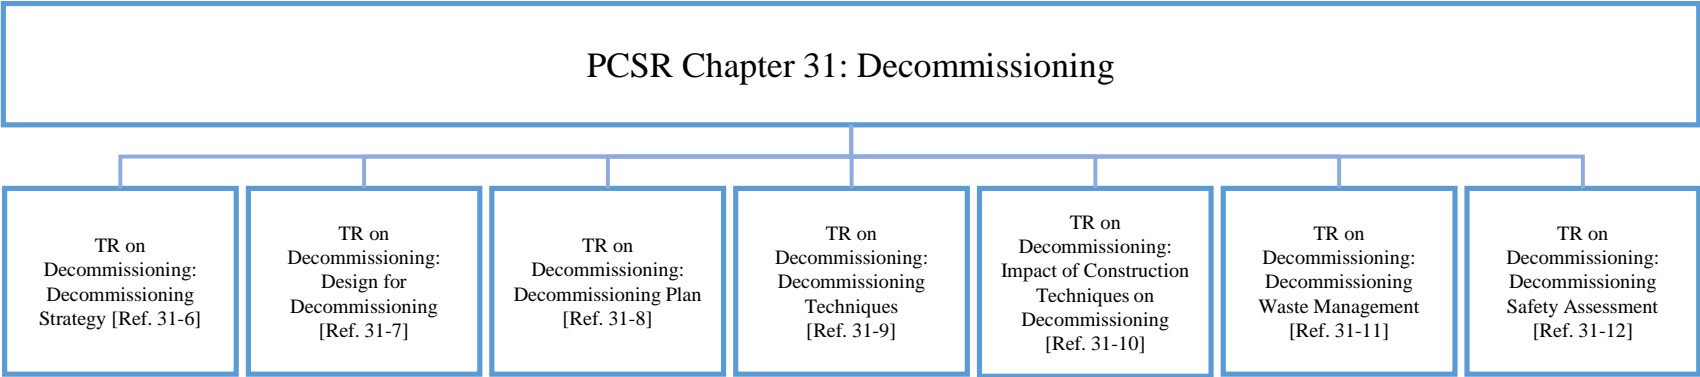 PCSR Chapter 31: Decommissioning
TR on
Decommissioning:
Decommissioning
Strategy [Ref. 31-6]
TR on
Decommissioning:
Design for
Decommissioning
[Ref. 31-7]
TR on
Decommissioning:
Decommissioning Plan
[Ref. 31-8]
TR on
Decommissioning:
Decommissioning
Techniques
[Ref. 31-9]
TR on
Decommissioning:
Impact of Construction
Techniques on
Decommissioning
[Ref. 31-10]
TR on
Decommissioning:
Decommissioning
Waste Management
[Ref. 31-11]
TR on
Decommissioning:
Decommissioning
Safety Assessment
[Ref. 31-12]